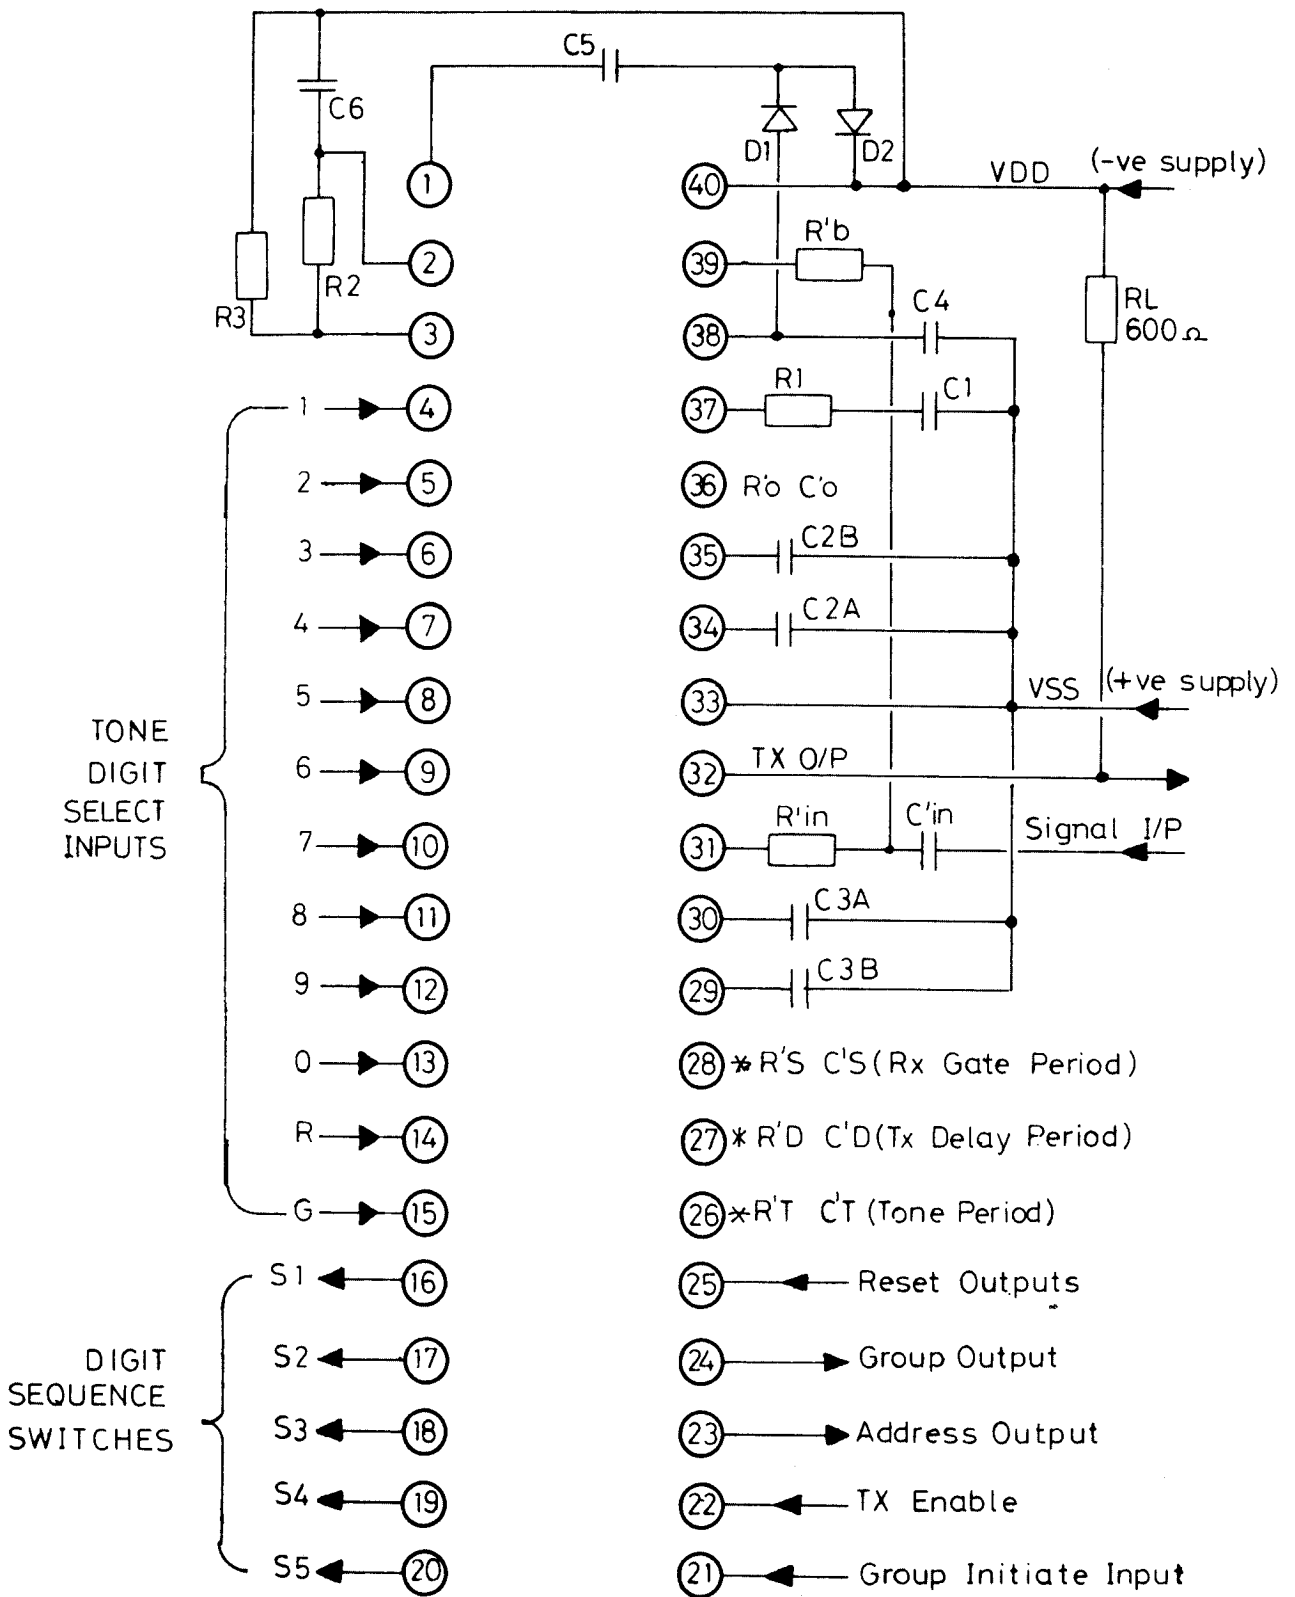 C5
C6
D1 D2
1
40
VDD (-ve supply)
R'b
2
39
R2
R3
C4
RL
600Ω
3
38
R1 C1
1 4
37
2 5
36 R'o C'o
3 6
35 C2B
4 7
34 C2A
5 8
33 VSS (+ve supply)
TONE
DIGIT
SELECT
INPUTS
6 9
32 TX O/P
R'in C'in Signal I/P
7 10
31
8 11
30 C3A
9 12
29 C3B
0 13
28 * R'S C'S (Rx Gate Period)
R 14
27 * R'D C'D (Tx Delay Period)
G 15
26 * R'T C'T (Tone Period)
S1 16
25 Reset Outputs
DIGIT
SEQUENCE
SWITCHES
S2 17
24 Group Output
S3 18
23 Address Output
S4 19
22 TX Enable
S5 20
21 Group Initiate Input